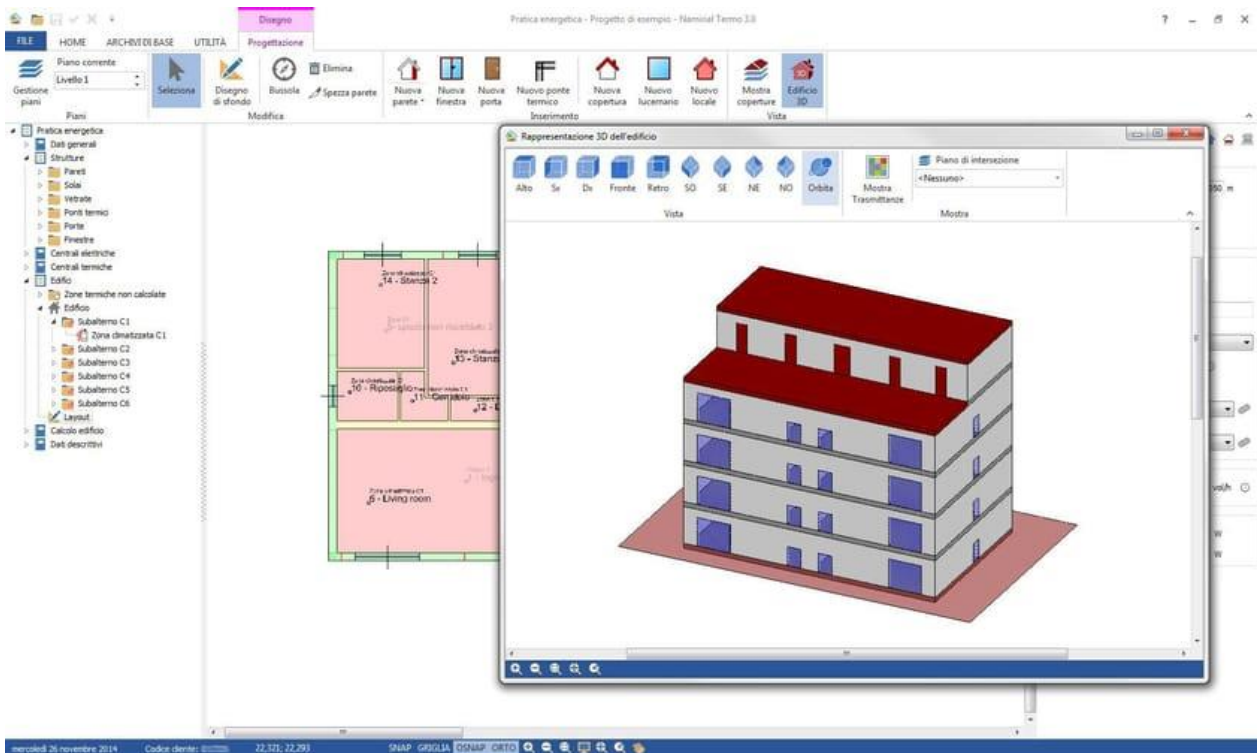 Disegno
Pratica energetica - Progetto di esempio - Namirial Termo 3.0
FILE
HOME
ARCHIVI DI BASE
UTILITÀ
Progettazione
Piano corrente
Livello 1
Gestione piani
Seleziona
Disegno di sfondo
Bussola
Elimina
Spezza parete
Nuova parete
Nuova finestra
Nuova porta
Nuovo ponte termico
Nuova copertura
Nuovo lucernario
Nuovo locale
Mostra coperture
Edificio 3D
Piani
Modifica
Inserimento
Vista
Pratica energetica
Dati generali
Strutture
Pareti
Solai
Vetrate
Ponti termici
Porte
Finestre
Centrali elettriche
Centrali termiche
Edificio
Zone termiche non calcolate
Edificio
Subalterno C1
Zona climatizzata C1
Subalterno C2
Subalterno C3
Subalterno C4
Subalterno C5
Subalterno C6
Layout
Calcolo edificio
Dati descrittivi
14 - Stanza 2
13 - Stanza
10 - Ripostiglio
11 - Corridoio
12 -
Zona climatizzata C1
6 - Living room
Rappresentazione 3D dell'edificio
Alto
Sx
Dx
Fronte
Retro
SO
SE
NE
NO
Orbita
Mostra Trasmittanze
Piano di intersezione
<Nessuno>
Vista
Mostra
m
vol/h
W
W
mercoledì 26 novembre 2014
Codice cliente:
22,321; 22,293
SNAP
GRIGLIA
OSNAP
ORTO